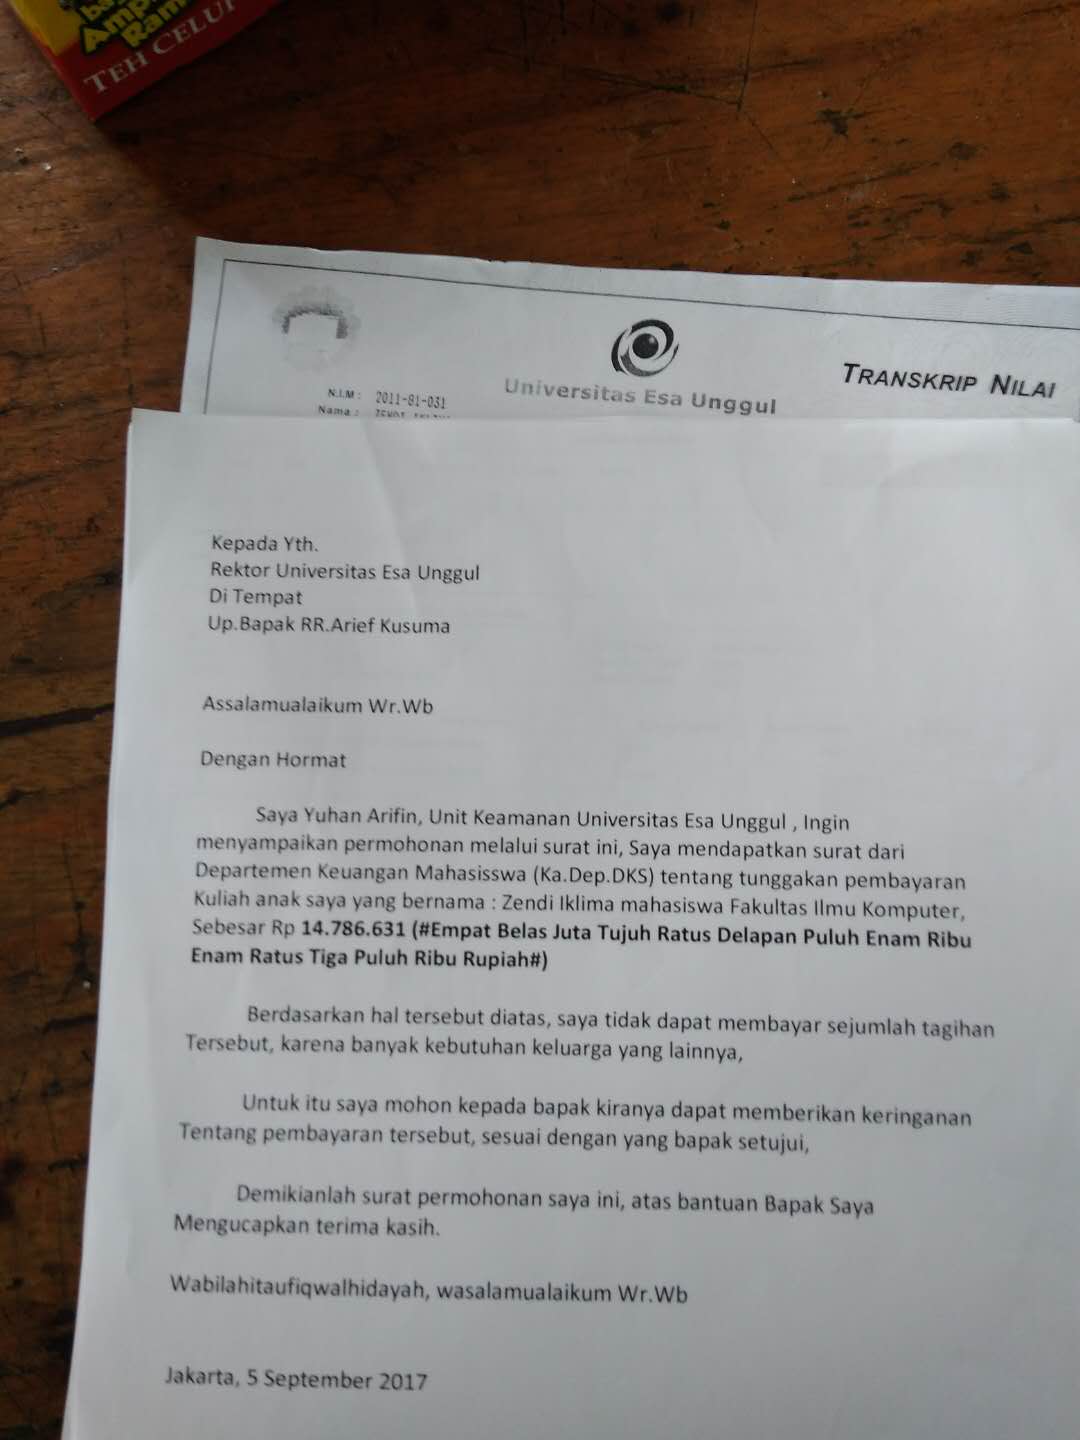 Amp
Ram
TEH CELU
Universitas Esa Unggul
TRANSKRIP NILAI
N.I.M : 2011-81-031
Nama :
Kepada Yth.
Rektor Universitas Esa Unggul
Di Tempat
Up.Bapak RR.Arief Kusuma
Assalamualaikum Wr.Wb
Dengan Hormat
Saya Yuhan Arifin, Unit Keamanan Universitas Esa Unggul , Ingin
menyampaikan permohonan melalui surat ini, Saya mendapatkan surat dari
Departemen Keuangan Mahasisswa (Ka.Dep.DKS) tentang tunggakan pembayaran
Kuliah anak saya yang bernama : Zendi Iklima mahasiswa Fakultas Ilmu Komputer,
Sebesar Rp 14.786.631 (#Empat Belas Juta Tujuh Ratus Delapan Puluh Enam Ribu
Enam Ratus Tiga Puluh Ribu Rupiah#)
Berdasarkan hal tersebut diatas, saya tidak dapat membayar sejumlah tagihan
Tersebut, karena banyak kebutuhan keluarga yang lainnya,
Untuk itu saya mohon kepada bapak kiranya dapat memberikan keringanan
Tentang pembayaran tersebut, sesuai dengan yang bapak setujui,
Demikianlah surat permohonan saya ini, atas bantuan Bapak Saya
Mengucapkan terima kasih.
Wabilahitaufiqwalhidayah, wasalamualaikum Wr.Wb
Jakarta, 5 September 2017